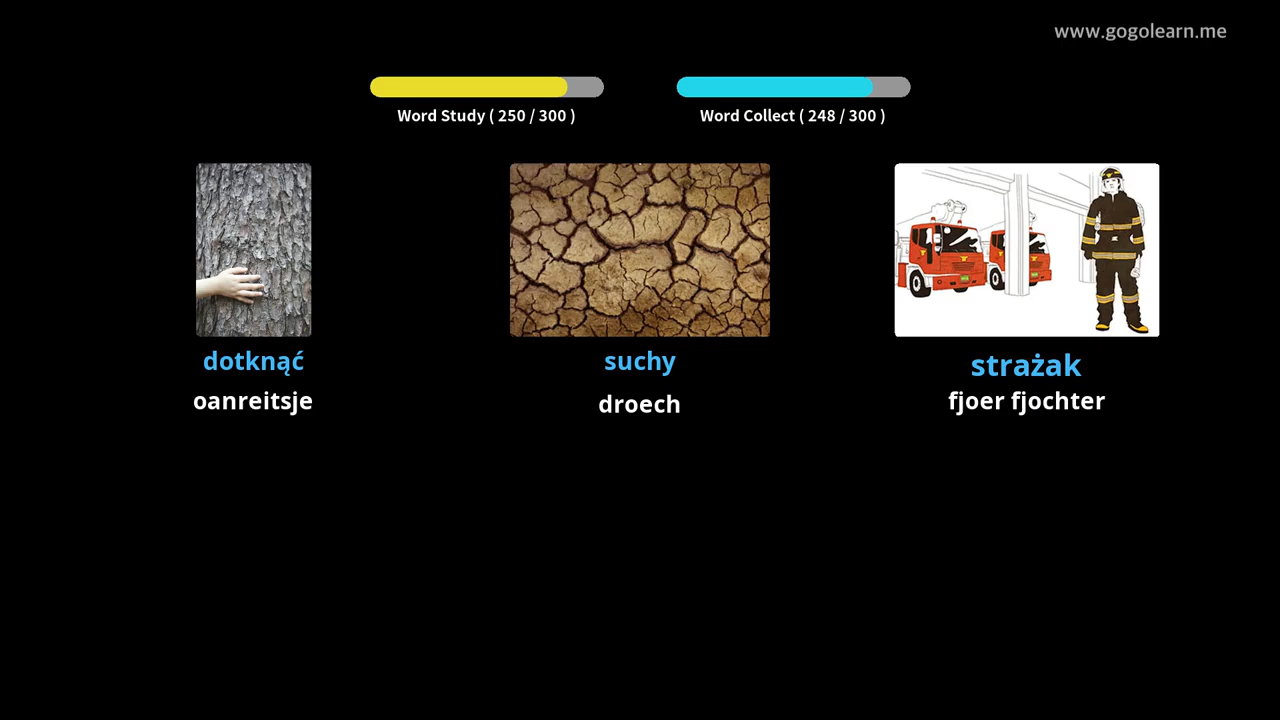 www.gogolearn.me
Word Study ( 250 / 300 )
Word Collect ( 248 / 300 )
dotknąć
oanreitsje
suchy
droech
strażak
fjoer fjochter